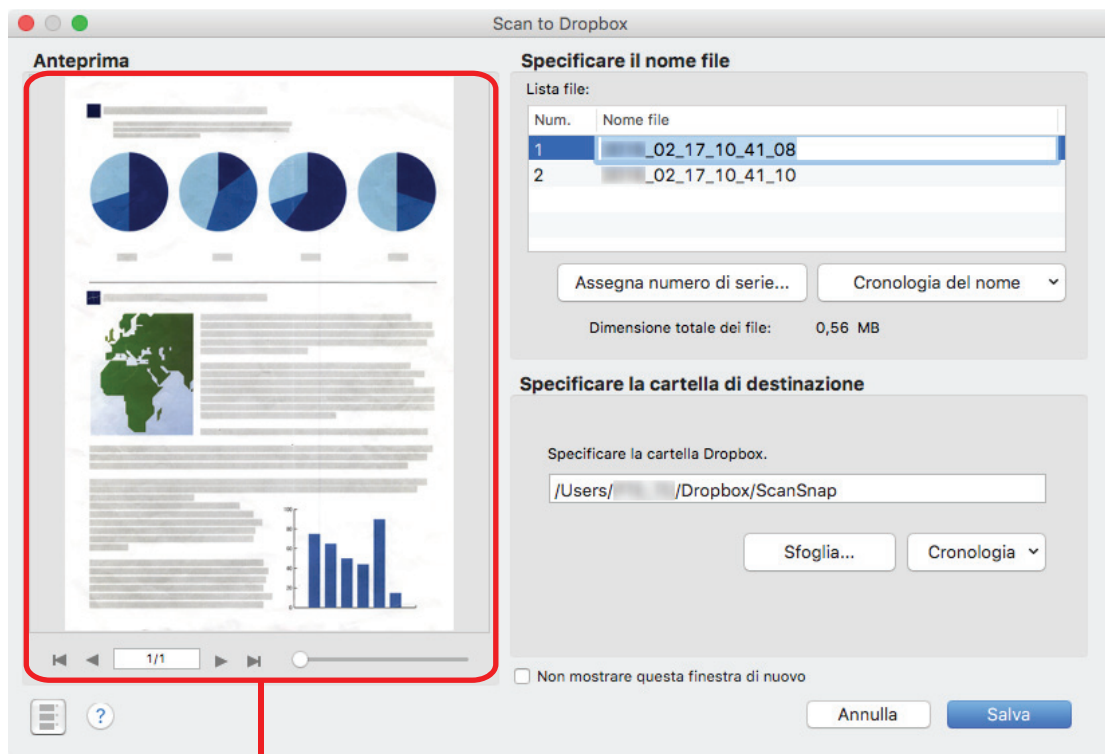 Scan to Dropbox
Anteprima
1/1
?
Specificare il nome file
Lista file:
Num. Nome file
1 _02_17_10_41_08
2 _02_17_10_41_10
Assegna numero di serie... Cronologia del nome
Dimensione totale dei file: 0,56 MB
Specificare la cartella di destinazione
Specificare la cartella Dropbox.
/Users/ /Dropbox/ScanSnap
Sfoglia... Cronologia
Non mostrare questa finestra di nuovo
Annulla Salva